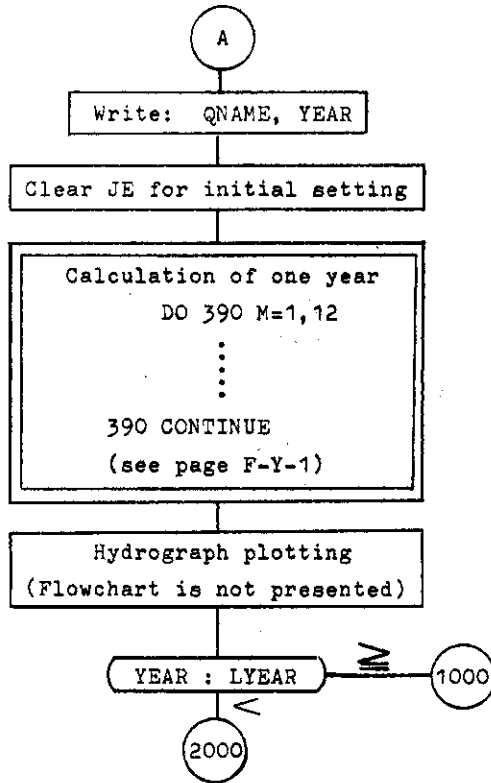 A
Write: QNAME, YEAR
Clear JE for initial setting
Calculation of one year
DO 390 M=1,12
390 CONTINUE
(see page F-Y-1)
Hydrograph plotting
(Flowchart is not presented)
YEAR : LYEAR
≧
1000
<
2000